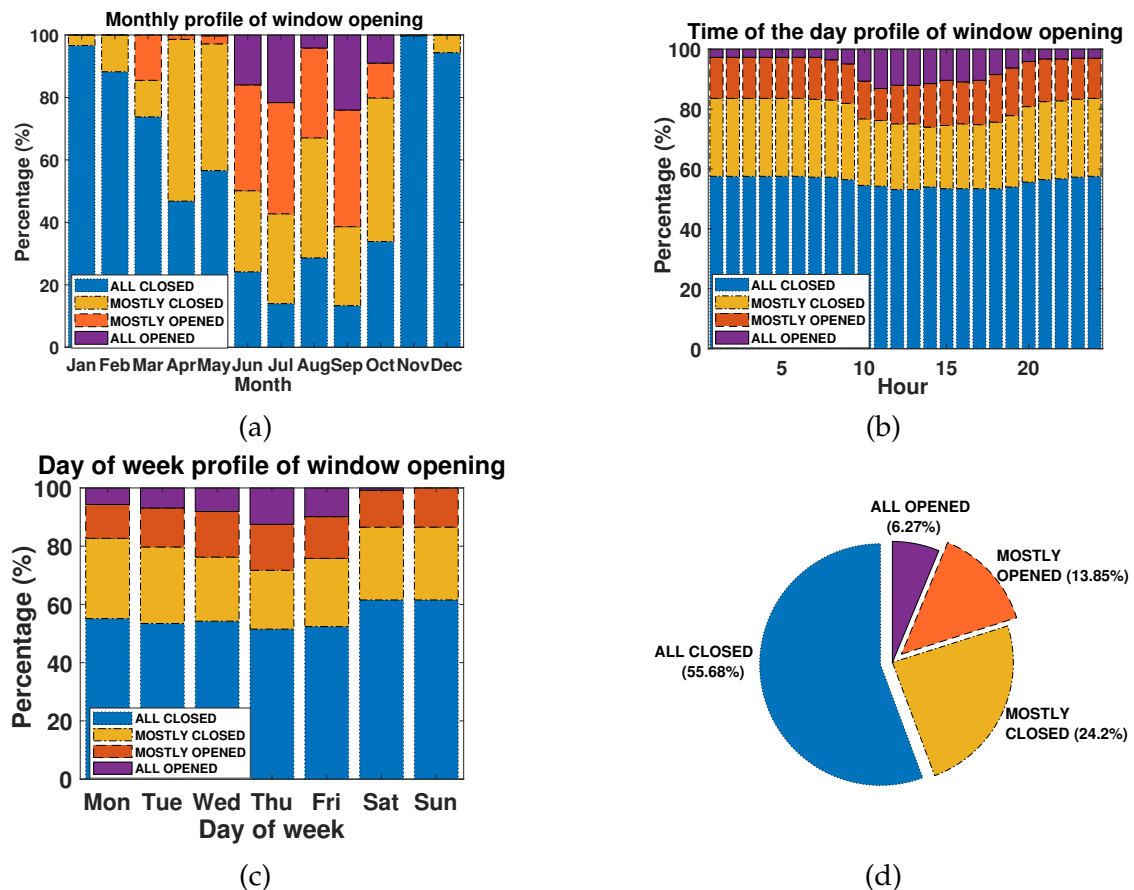 Monthly profile of window opening
Percentage (%)
100
80
60
40
20
0
ALL CLOSED
MOSTLY CLOSED
MOSTLY OPENED
ALL OPENED
Jan Feb Mar Apr May Jun Jul Aug Sep Oct Nov Dec
Month
(a)
Time of the day profile of window opening
Percentage (%)
100
80
60
40
20
0
ALL CLOSED
MOSTLY CLOSED
MOSTLY OPENED
ALL OPENED
5 10 15 20
Hour
(b)
Day of week profile of window opening
Percentage (%)
100
80
60
40
20
0
ALL CLOSED
MOSTLY CLOSED
MOSTLY OPENED
ALL OPENED
Mon Tue Wed Thu Fri Sat Sun
Day of week
(c)
ALL OPENED
(6.27%)
MOSTLY
OPENED (13.85%)
ALL CLOSED
(55.68%)
MOSTLY
CLOSED (24.2%)
(d)